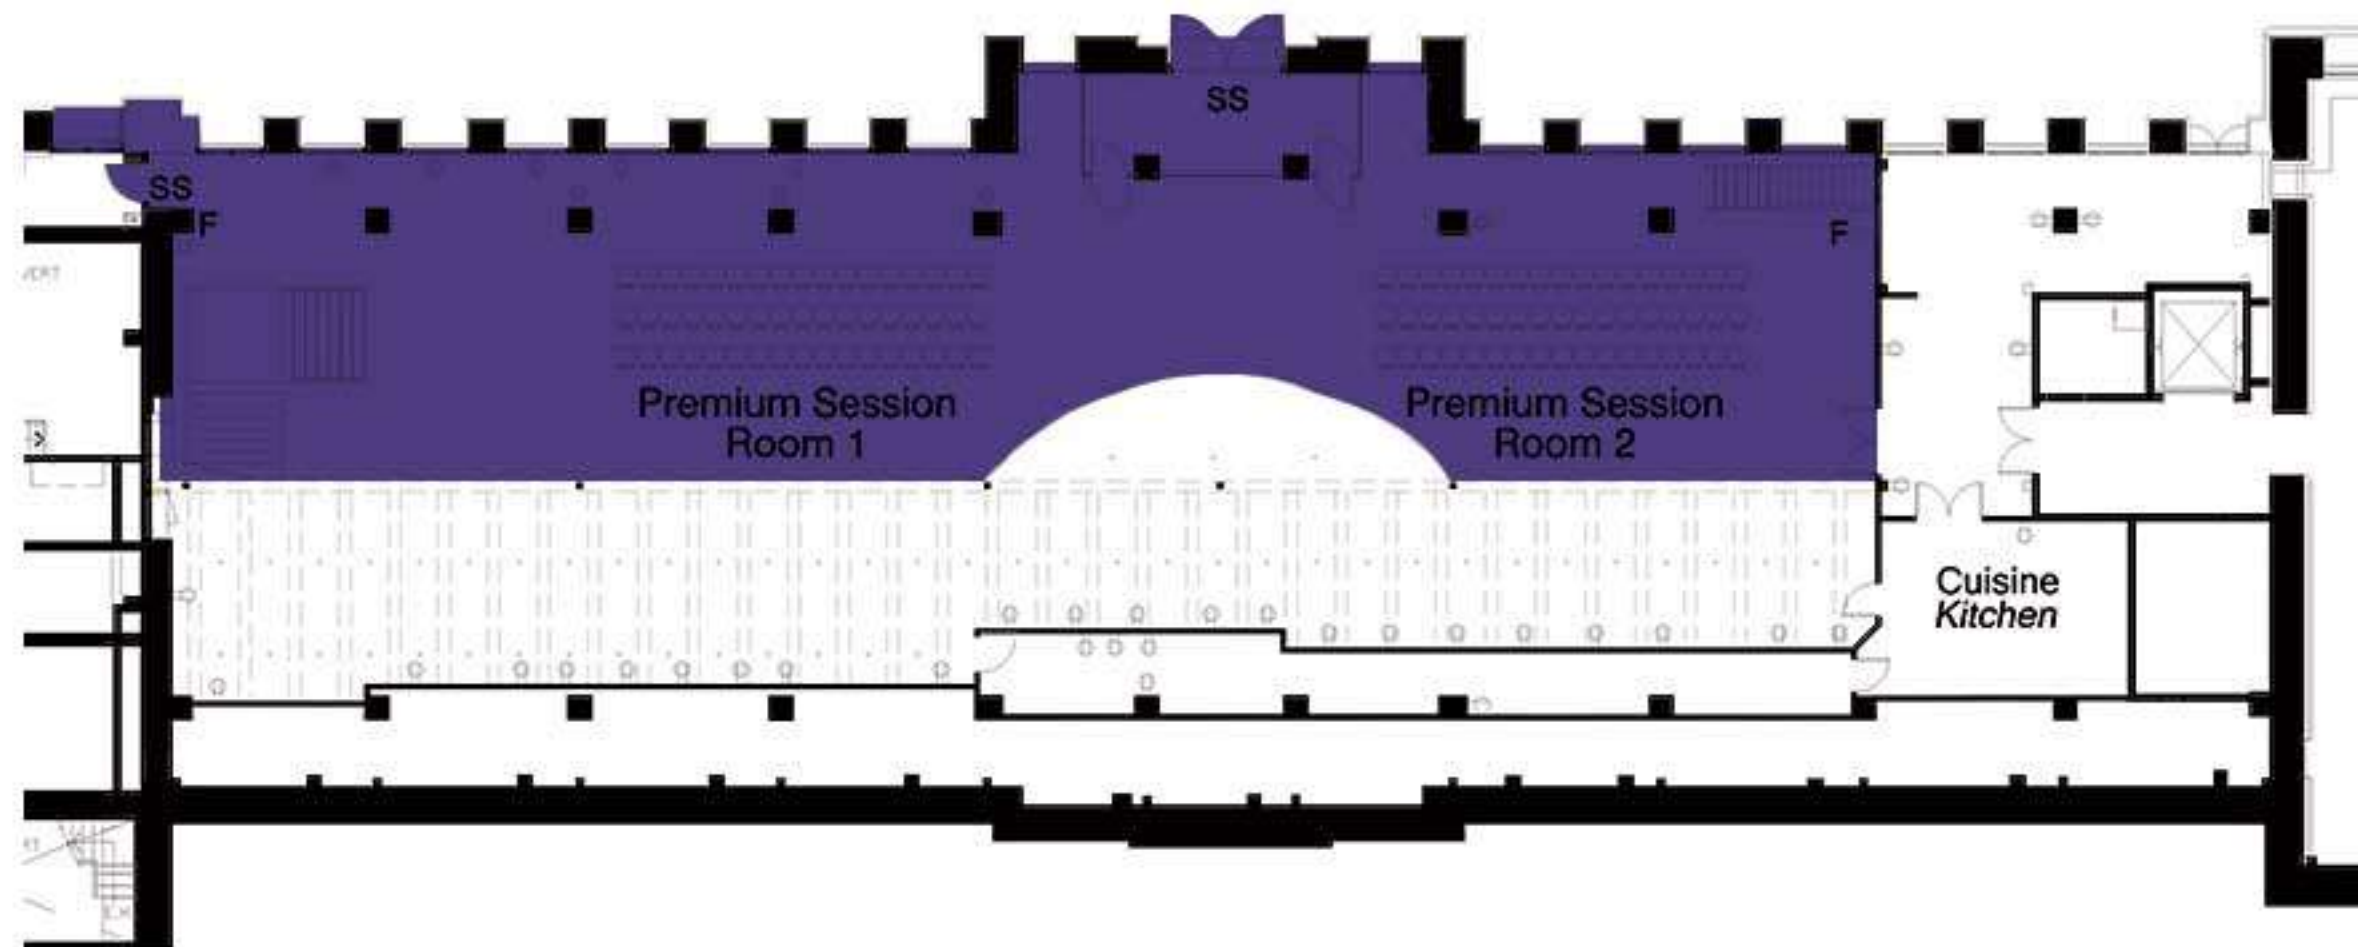 SS
SS
F
F
Premium Session
Room 1
Premium Session
Room 2
Cuisine
Kitchen